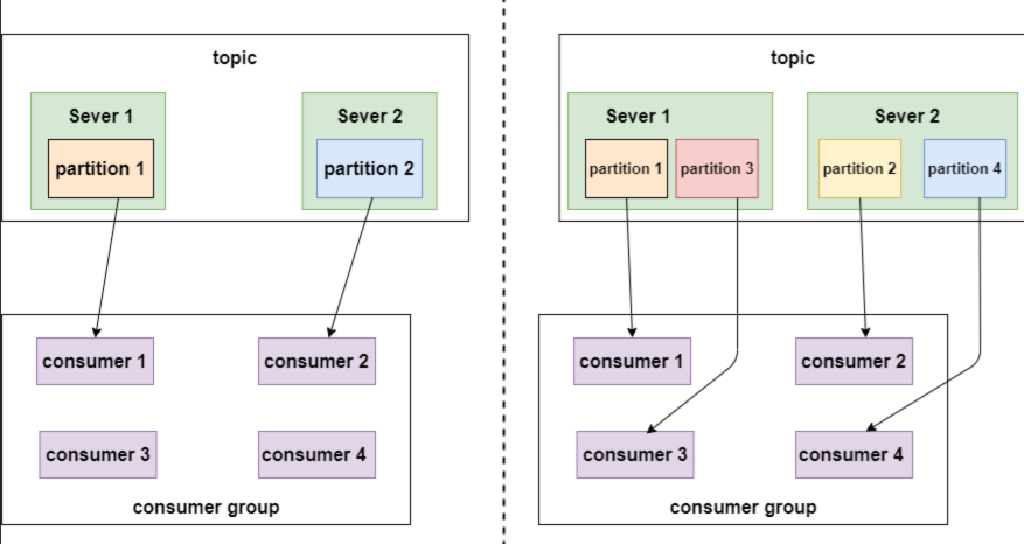 topic
Sever 1
Sever 2
partition 1
partition 2
consumer 1
consumer 2
consumer 3
consumer 4
consumer group
topic
Sever 1
Sever 2
partition 1
partition 3
partition 2
partition 4
consumer 1
consumer 2
consumer 3
consumer 4
consumer group